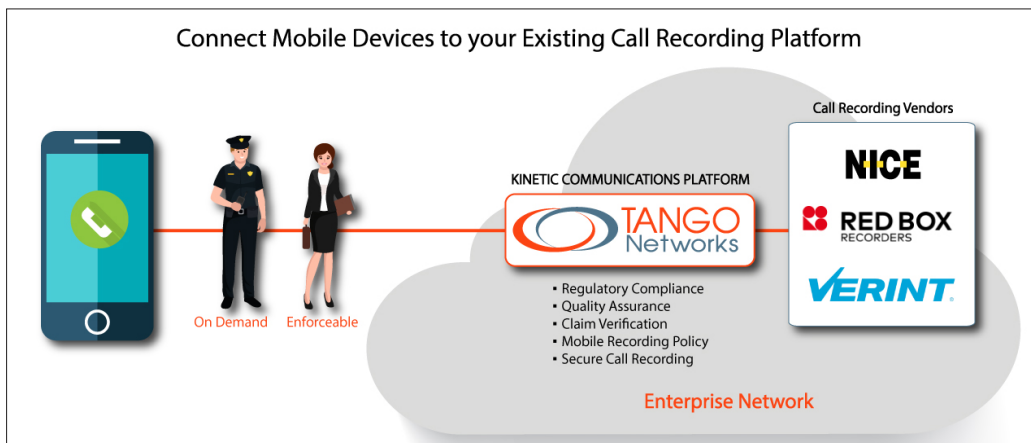 Connect Mobile Devices to your Existing Call Recording Platform
Call Recording Vendors
NICE
RED BOX
RECORDERS
VERINT.
KINETIC COMMUNICATIONS PLATFORM
TANGO
Networks
On Demand
Enforceable
▪ Regulatory Compliance
▪ Quality Assurance
▪ Claim Verification
▪ Mobile Recording Policy
▪ Secure Call Recording
Enterprise Network